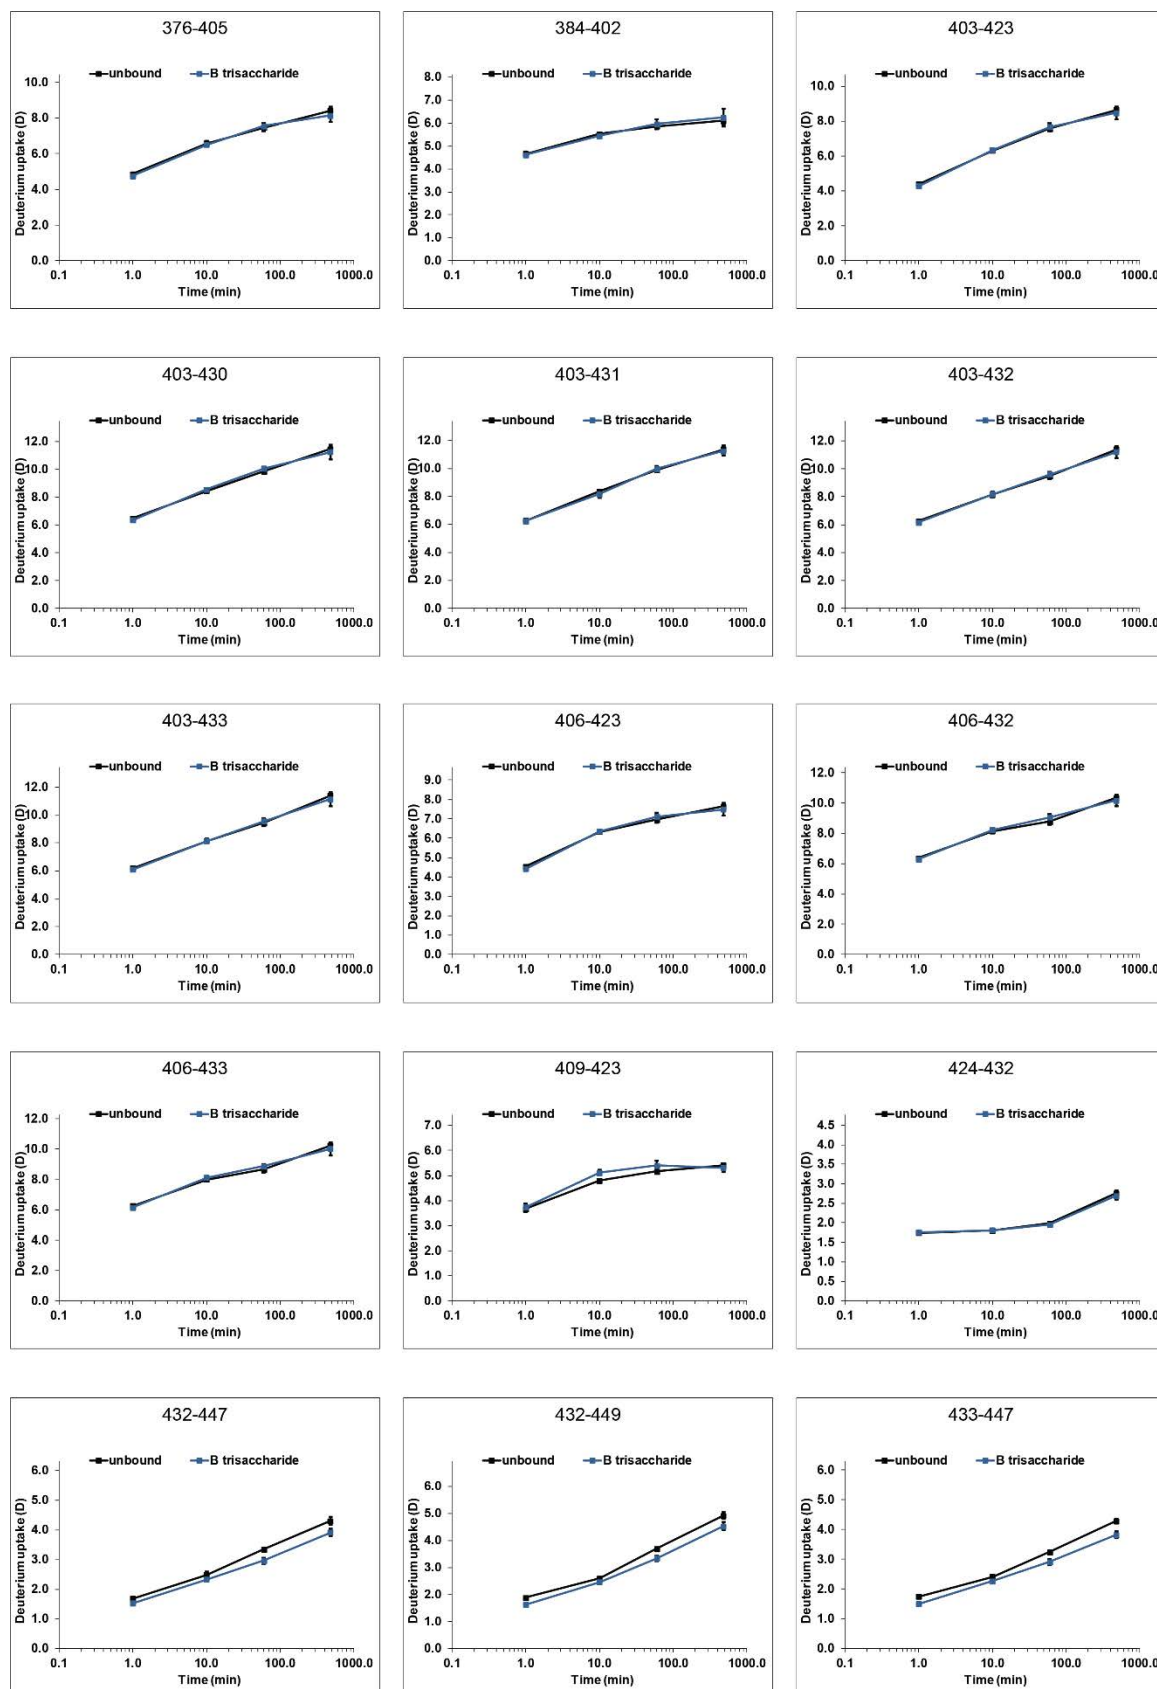 376-405
unbound B trisaccharide
Deuterium uptake (D)
10.0
8.0
6.0
4.0
2.0
0.0
0.1 1.0 10.0 100.0 1000.0
Time (min)
384-402
unbound B trisaccharide
Deuterium uptake (D)
8.0
7.0
6.0
5.0
4.0
3.0
2.0
1.0
0.0
0.1 1.0 10.0 100.0 1000.0
Time (min)
403-423
unbound B trisaccharide
Deuterium uptake (D)
10.0
8.0
6.0
4.0
2.0
0.0
0.1 1.0 10.0 100.0 1000.0
Time (min)
403-430
unbound B trisaccharide
Deuterium uptake (D)
12.0
10.0
8.0
6.0
4.0
2.0
0.0
0.1 1.0 10.0 100.0 1000.0
Time (min)
403-431
unbound B trisaccharide
Deuterium uptake (D)
12.0
10.0
8.0
6.0
4.0
2.0
0.0
0.1 1.0 10.0 100.0 1000.0
Time (min)
403-432
unbound B trisaccharide
Deuterium uptake (D)
12.0
10.0
8.0
6.0
4.0
2.0
0.0
0.1 1.0 10.0 100.0 1000.0
Time (min)
403-433
unbound B trisaccharide
Deuterium uptake (D)
12.0
10.0
8.0
6.0
4.0
2.0
0.0
0.1 1.0 10.0 100.0 1000.0
Time (min)
406-423
unbound B trisaccharide
Deuterium uptake (D)
9.0
8.0
7.0
6.0
5.0
4.0
3.0
2.0
1.0
0.0
0.1 1.0 10.0 100.0 1000.0
Time (min)
406-432
unbound B trisaccharide
Deuterium uptake (D)
12.0
10.0
8.0
6.0
4.0
2.0
0.0
0.1 1.0 10.0 100.0 1000.0
Time (min)
406-433
unbound B trisaccharide
Deuterium uptake (D)
12.0
10.0
8.0
6.0
4.0
2.0
0.0
0.1 1.0 10.0 100.0 1000.0
Time (min)
409-423
unbound B trisaccharide
Deuterium uptake (D)
7.0
6.0
5.0
4.0
3.0
2.0
1.0
0.0
0.1 1.0 10.0 100.0 1000.0
Time (min)
424-432
unbound B trisaccharide
Deuterium uptake (D)
4.5
4.0
3.5
3.0
2.5
2.0
1.5
1.0
0.5
0.0
0.1 1.0 10.0 100.0 1000.0
Time (min)
432-447
unbound B trisaccharide
Deuterium uptake (D)
6.0
5.0
4.0
3.0
2.0
1.0
0.0
0.1 1.0 10.0 100.0 1000.0
Time (min)
432-449
unbound B trisaccharide
Deuterium uptake (D)
6.0
5.0
4.0
3.0
2.0
1.0
0.0
0.1 1.0 10.0 100.0 1000.0
Time (min)
433-447
unbound B trisaccharide
Deuterium uptake (D)
6.0
5.0
4.0
3.0
2.0
1.0
0.0
0.1 1.0 10.0 100.0 1000.0
Time (min)